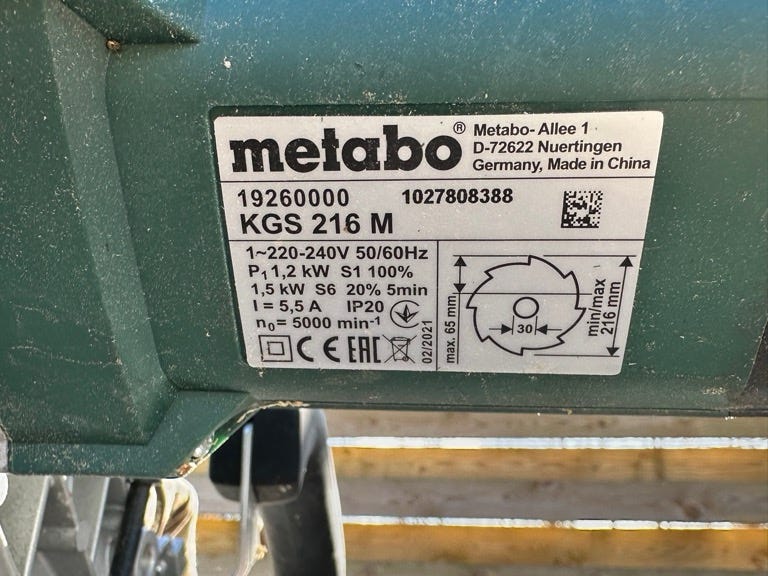 metabo®
Metabo- Allee 1
D-72622 Nuertingen
Germany, Made in China
19260000 1027808388
KGS 216 M
1~220-240V 50/60Hz
P₁ 1,2 kW S1 100%
1,5 kW S6 20% 5min
I = 5,5 A IP20
n₀= 5000 min⁻¹
CE EAC
02/2021
max. 65 mm
30
min/max
216 mm